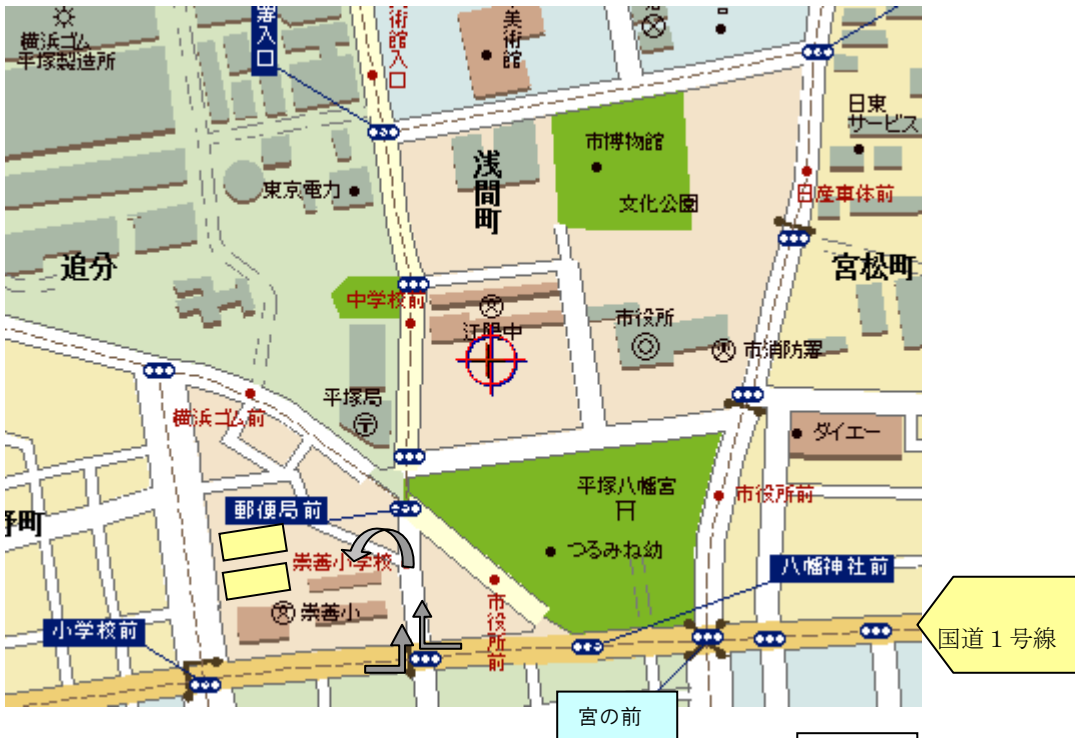 横浜ゴム
平塚製造所
署入口
術館入口
美術館
日東
サービス
市博物館
浅間町
東京電力
文化公園
日産車体前
追分
宮松町
中学校前
江陽中
市役所
市消防署
平塚局
横浜ゴム前
ダイエー
平塚八幡宮
市役所前
郵便局前
つるみね幼
崇善小学校
八幡神社前
崇善小
市役所前
小学校前
国道1号線
宮の前